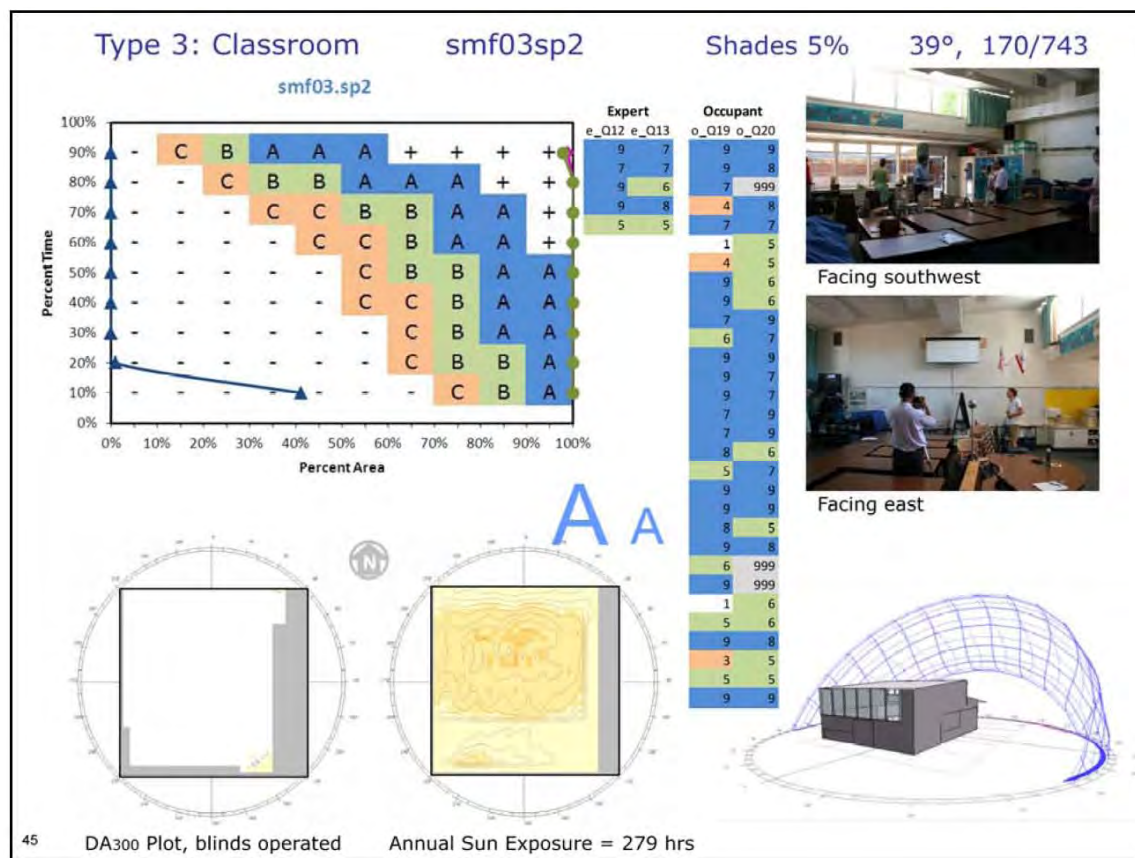 Type 3: Classroom smf03sp2 Shades 5% 39°, 170/743
smf03.sp2
Percent Time
100%
90% - C B A A A + + + +
80% - - C B B A A A + +
70% - - - C C B B A A +
60% - - - - C C B A A +
50% - - - - - C B B A A
40% - - - - - C C B A A
30% - - - - - - C B A A
20% - - - - - - C B B A
10% - - - - - - - C B A
0%
0% 10% 20% 30% 40% 50% 60% 70% 80% 90% 100%
Percent Area
Expert
e_Q12 e_Q13
9 7
7 7
9 6
9 8
5 5
Occupant
o_Q19 o_Q20
9 9
9 8
7 999
4 8
7 7
1 5
4 5
9 6
9 6
7 9
6 7
9 9
9 7
9 7
7 9
7 9
8 6
5 7
9 9
9 9
8 5
9 8
6 999
9 999
1 6
5 6
9 8
3 5
5 5
9 9
Facing southwest
Facing east
A A
N
45 DA300 Plot, blinds operated Annual Sun Exposure = 279 hrs